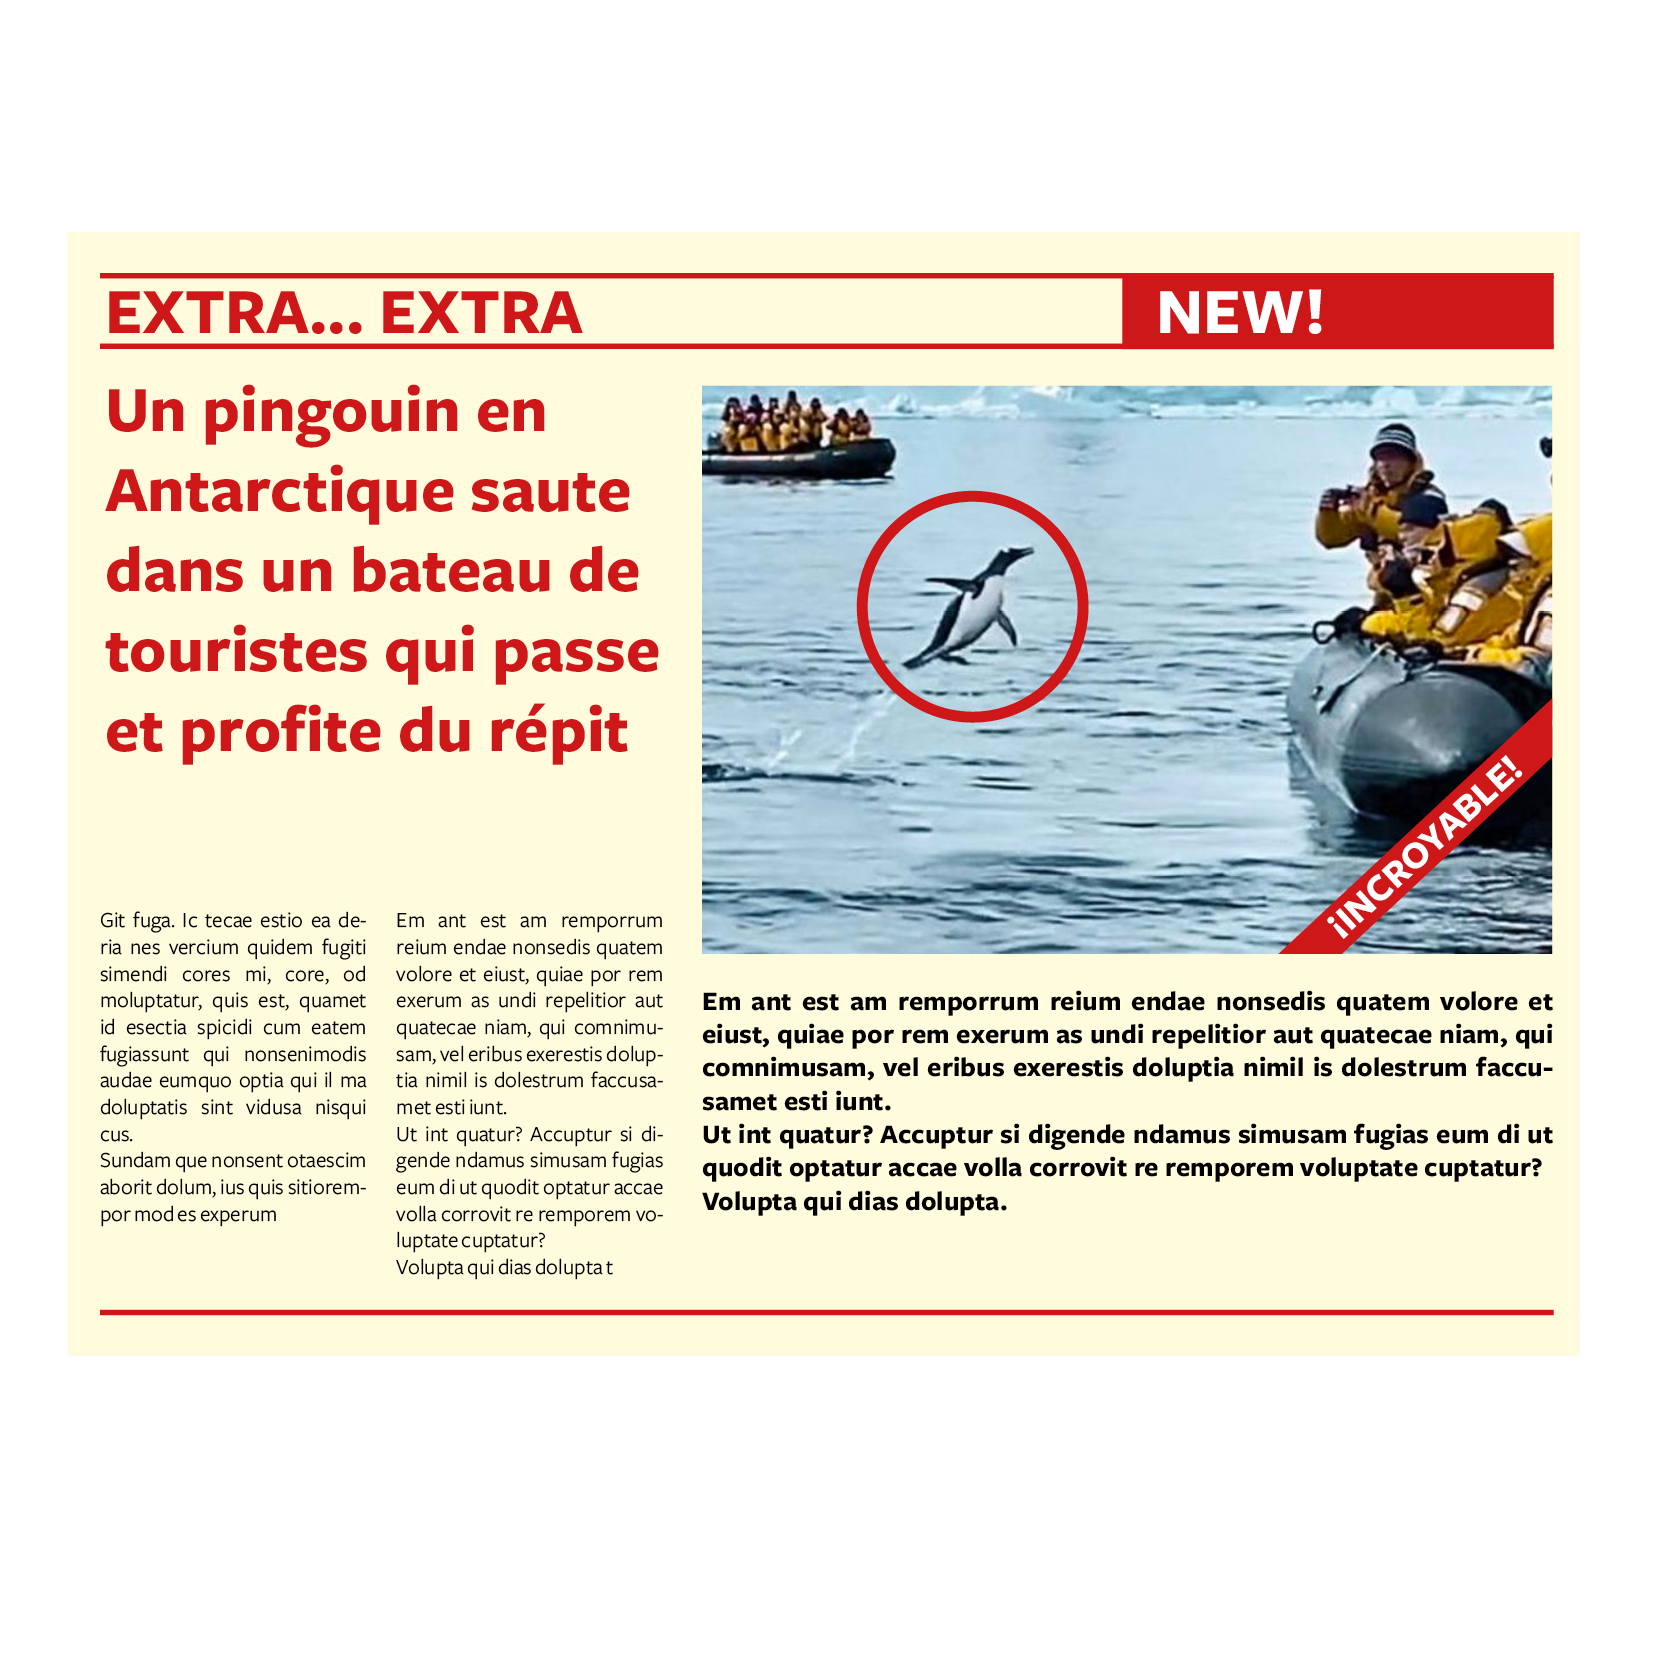 EXTRA... EXTRA
NEW!
Un pingouin en
Antarctique saute
dans un bateau de
touristes qui passe
et profite du répit
¡INCROYABLE!
Git fuga. Ic tecae estio ea de-
ria nes vercium quidem fugiti
simendi cores mi, core, od
moluptatur, quis est, quamet
id esectia spicidi cum eatem
fugiassunt qui nonsenimodis
audae eumquo optia qui il ma
doluptatis sint vidusa nisqui
cus.
Sundam que nonsent otaescim
aborit dolum, ius quis sitiorem-
por mod es experum
Em ant est am remporrum
reium endae nonsedis quatem
volore et eiust, quiae por rem
exerum as undi repelitior aut
quatecae niam, qui comnimu-
sam, vel eribus exerestis dolup-
tia nimil is dolestrum faccusa-
met esti iunt.
Ut int quatur? Accuptur si di-
gende ndamus simusam fugias
eum di ut quodit optatur accae
volla corrovit re remporem vo-
luptate cuptatur?
Volupta qui dias dolupta t
Em ant est am remporrum reium endae nonsedis quatem volore et
eiust, quiae por rem exerum as undi repelitior aut quatecae niam, qui
comnimusam, vel eribus exerestis doluptia nimil is dolestrum faccu-
samet esti iunt.
Ut int quatur? Accuptur si digende ndamus simusam fugias eum di ut
quodit optatur accae volla corrovit re remporem voluptate cuptatur?
Volupta qui dias dolupta.